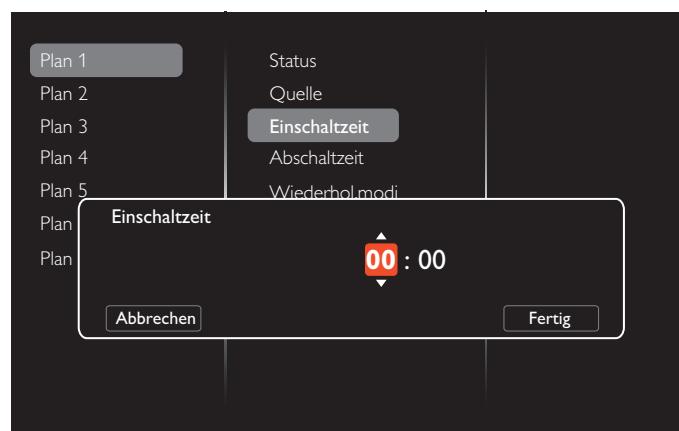 Plan 1
Plan 2
Plan 3
Plan 4
Plan 5
Plan
Plan
Status
Quelle
Einschaltzeit
Abschaltzeit
Wiederhol.modi
Einschaltzeit
00 : 00
Abbrechen
Fertig